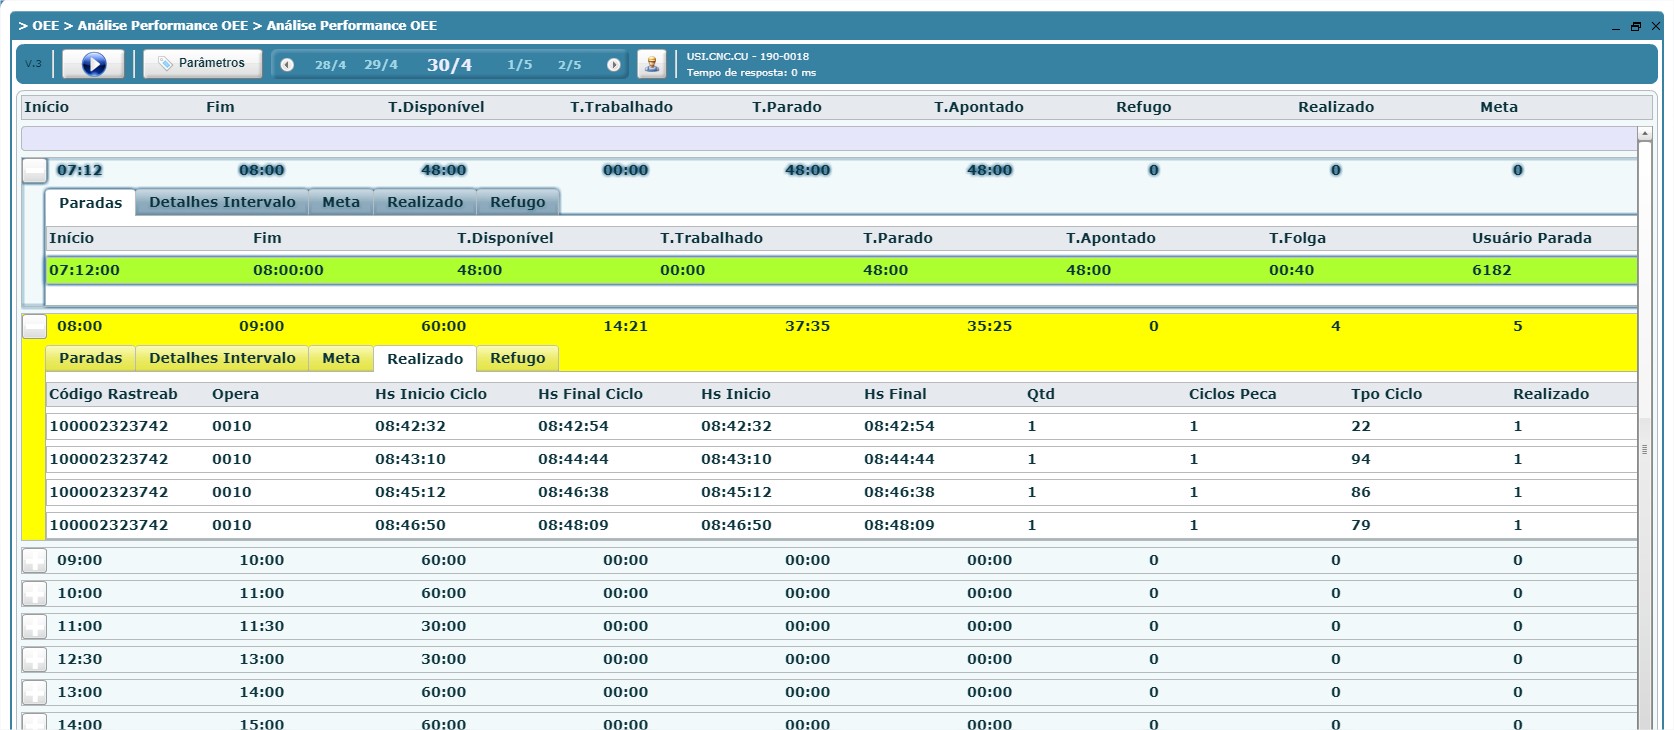 > OEE > Análise Performance OEE > Análise Performance OEE
V.3 Parâmetros 28/4 29/4 30/4 1/5 2/5 USI.CNC.CU - 190-0018
Tempo de resposta: 0 ms
Início Fim T.Disponível T.Trabalhado T.Parado T.Apontado Refugo Realizado Meta
07:12 08:00 48:00 00:00 48:00 48:00 0 0 0
Paradas Detalhes Intervalo Meta Realizado Refugo
Início Fim T.Disponível T.Trabalhado T.Parado T.Apontado T.Folga Usuário Parada
07:12:00 08:00:00 48:00 00:00 48:00 48:00 00:40 6182
08:00 09:00 60:00 14:21 37:35 35:25 0 4 5
Paradas Detalhes Intervalo Meta Realizado Refugo
Código Rastreab Opera Hs Inicio Ciclo Hs Final Ciclo Hs Inicio Hs Final Qtd Ciclos Peca Tpo Ciclo Realizado
100002323742 0010 08:42:32 08:42:54 08:42:32 08:42:54 1 1 22 1
100002323742 0010 08:43:10 08:44:44 08:43:10 08:44:44 1 1 94 1
100002323742 0010 08:45:12 08:46:38 08:45:12 08:46:38 1 1 86 1
100002323742 0010 08:46:50 08:48:09 08:46:50 08:48:09 1 1 79 1
09:00 10:00 60:00 00:00 00:00 00:00 0 0 0
10:00 11:00 60:00 00:00 00:00 00:00 0 0 0
11:00 11:30 30:00 00:00 00:00 00:00 0 0 0
12:30 13:00 30:00 00:00 00:00 00:00 0 0 0
13:00 14:00 60:00 00:00 00:00 00:00 0 0 0
14:00 15:00 60:00 00:00 00:00 00:00 0 0 0